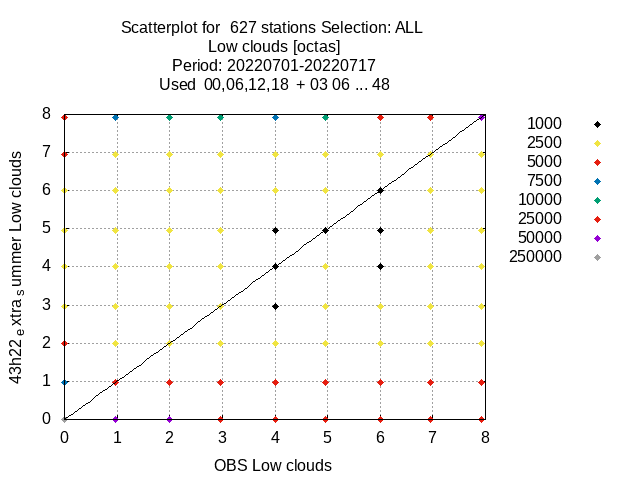 Scatterplot for  627 stations Selection: ALL
Low clouds [octas]
Period: 20220701-20220717
Used  00,06,12,18  + 03 06 ... 48
8
7
6
5
4
3
2
1
0
0 1 2 3 4 5 6 7 8
43h22 e xtra s ummer Low clouds
OBS Low clouds
1000
2500
5000
7500
10000
25000
50000
250000